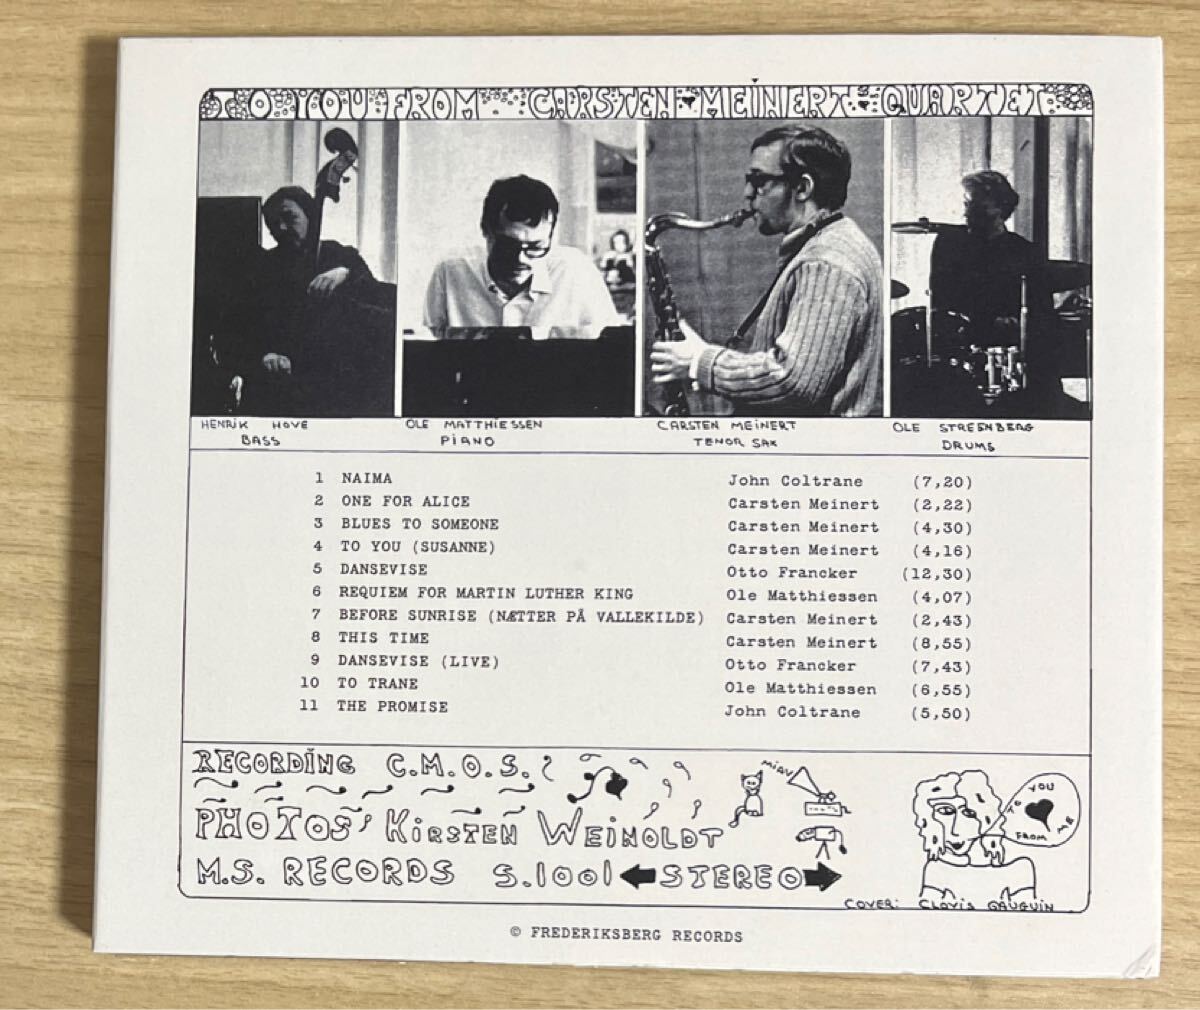 TO YOU FROM CARSTEN MEINERT QUARTET
HENRIK HOVE
BASS
OLE MATTHIESSEN
PIANO
CARSTEN MEINERT
TENOR SAX
OLE STREENBERG
DRUMS
1 NAIMA John Coltrane (7,20)
2 ONE FOR ALICE Carsten Meinert (2,22)
3 BLUES TO SOMEONE Carsten Meinert (4,30)
4 TO YOU (SUSANNE) Carsten Meinert (4,16)
5 DANSEVISE Otto Francker (12,30)
6 REQUIEM FOR MARTIN LUTHER KING Ole Matthiessen (4,07)
7 BEFORE SUNRISE (NÆTTER PÅ VALLEKILDE) Carsten Meinert (2,43)
8 THIS TIME Carsten Meinert (8,55)
9 DANSEVISE (LIVE) Otto Francker (7,43)
10 TO TRANE Ole Matthiessen (6,55)
11 THE PROMISE John Coltrane (5,50)
RECORDING C.M.O.S.
MIAV
PHOTOS KIRSTEN WEINOLDT
TO YOU
FROM ME
M.S. RECORDS S.1001 STEREO
COVER: CLOVIS GAUGUIN
© FREDERIKSBERG RECORDS